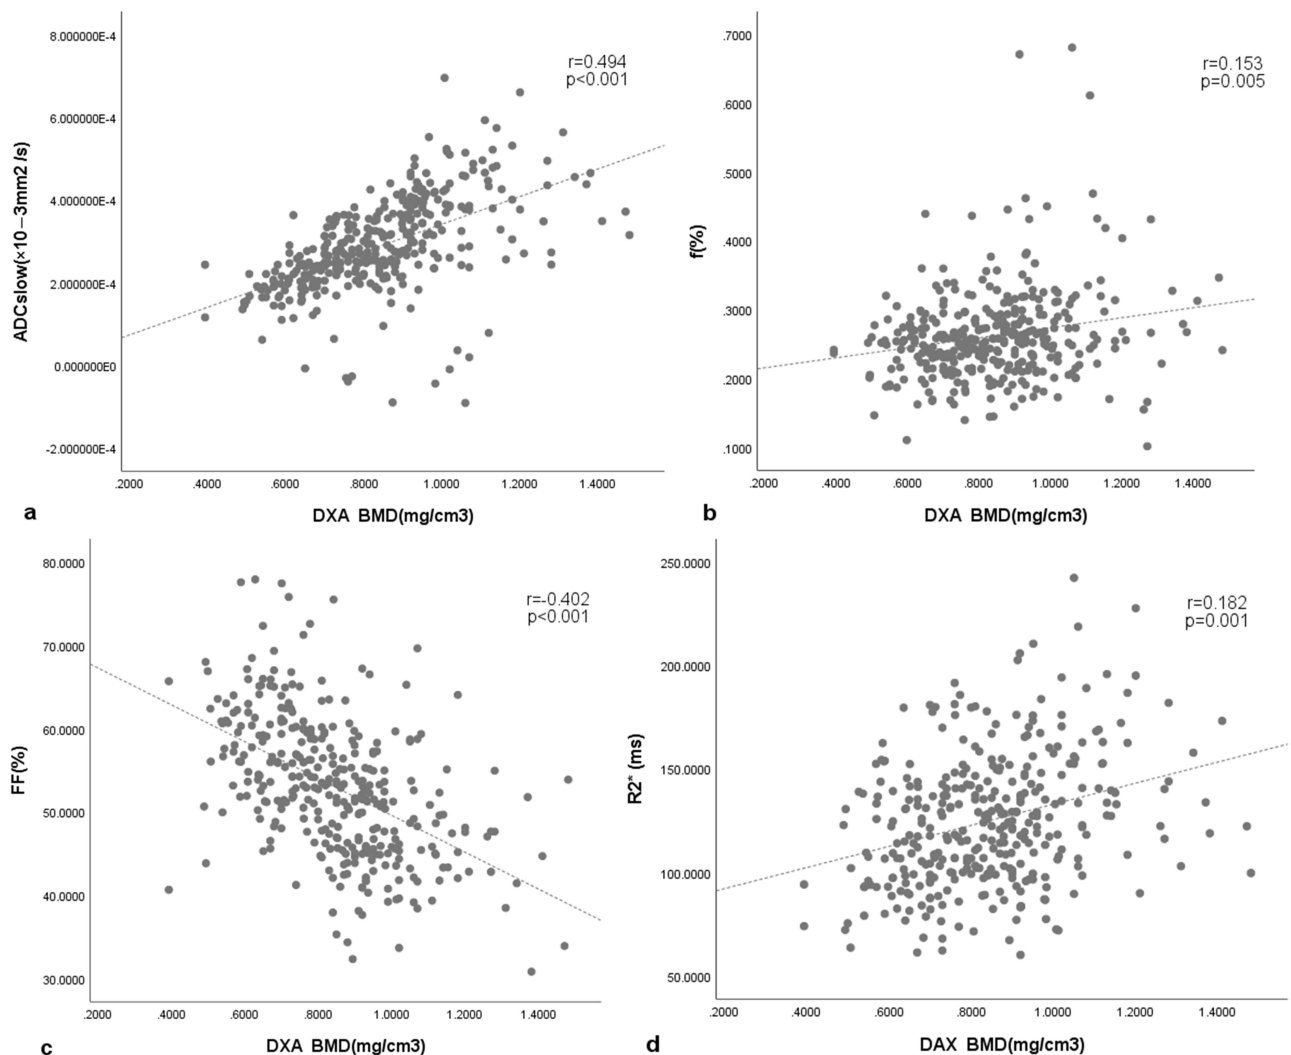 8.000000E-4
6.000000E-4
4.000000E-4
2.000000E-4
0.000000E0
-2.000000E-4
ADCslow(×10−3mm2 /s)
r=0.494
p<0.001
.2000 .4000 .6000 .8000 1.0000 1.2000 1.4000
DXA BMD(mg/cm3)
a
.7000
.6000
.5000
.4000
.3000
.2000
.1000
f(%)
r=0.153
p=0.005
.2000 .4000 .6000 .8000 1.0000 1.2000 1.4000
DXA BMD(mg/cm3)
b
80.0000
70.0000
60.0000
50.0000
40.0000
30.0000
FF(%)
r=-0.402
p<0.001
.2000 .4000 .6000 .8000 1.0000 1.2000 1.4000
DXA BMD(mg/cm3)
c
250.0000
200.0000
150.0000
100.0000
50.0000
R2* (ms)
r=0.182
p=0.001
.2000 .4000 .6000 .8000 1.0000 1.2000 1.4000
DAX BMD(mg/cm3)
d